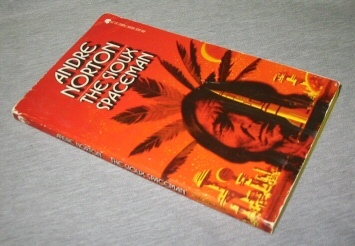 ANDRE
NORTON
THE SIOUX
SPACEMAN
ANDRE NORTON THE SIOUX SPACEMAN